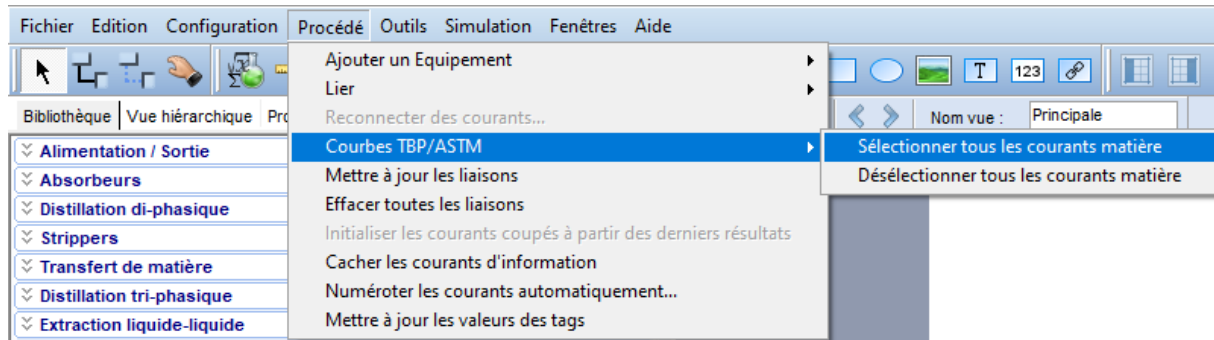 Fichier Edition Configuration Procédé Outils Simulation Fenêtres Aide
T 123
Bibliothèque Vue hiérarchique
Nom vue : Principale
Alimentation / Sortie
Absorbeurs
Distillation di-phasique
Strippers
Transfert de matière
Distillation tri-phasique
Extraction liquide-liquide
Ajouter un Equipement
Lier
Reconnecter des courants...
Courbes TBP/ASTM
Mettre à jour les liaisons
Effacer toutes les liaisons
Initialiser les courants coupés à partir des derniers résultats
Cacher les courants d'information
Numéroter les courants automatiquement...
Mettre à jour les valeurs des tags
Sélectionner tous les courants matière
Désélectionner tous les courants matière